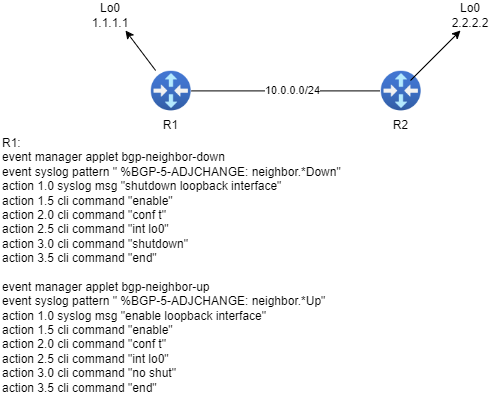 Lo0
1.1.1.1
Lo0
2.2.2.2
10.0.0.0/24
R1
R2
R1:
event manager applet bgp-neighbor-down
event syslog pattern " %BGP-5-ADJCHANGE: neighbor.*Down"
action 1.0 syslog msg "shutdown loopback interface"
action 1.5 cli command "enable"
action 2.0 cli command "conf t"
action 2.5 cli command "int lo0"
action 3.0 cli command "shutdown"
action 3.5 cli command "end"
event manager applet bgp-neighbor-up
event syslog pattern " %BGP-5-ADJCHANGE: neighbor.*Up"
action 1.0 syslog msg "enable loopback interface"
action 1.5 cli command "enable"
action 2.0 cli command "conf t"
action 2.5 cli command "int lo0"
action 3.0 cli command "no shut"
action 3.5 cli command "end"